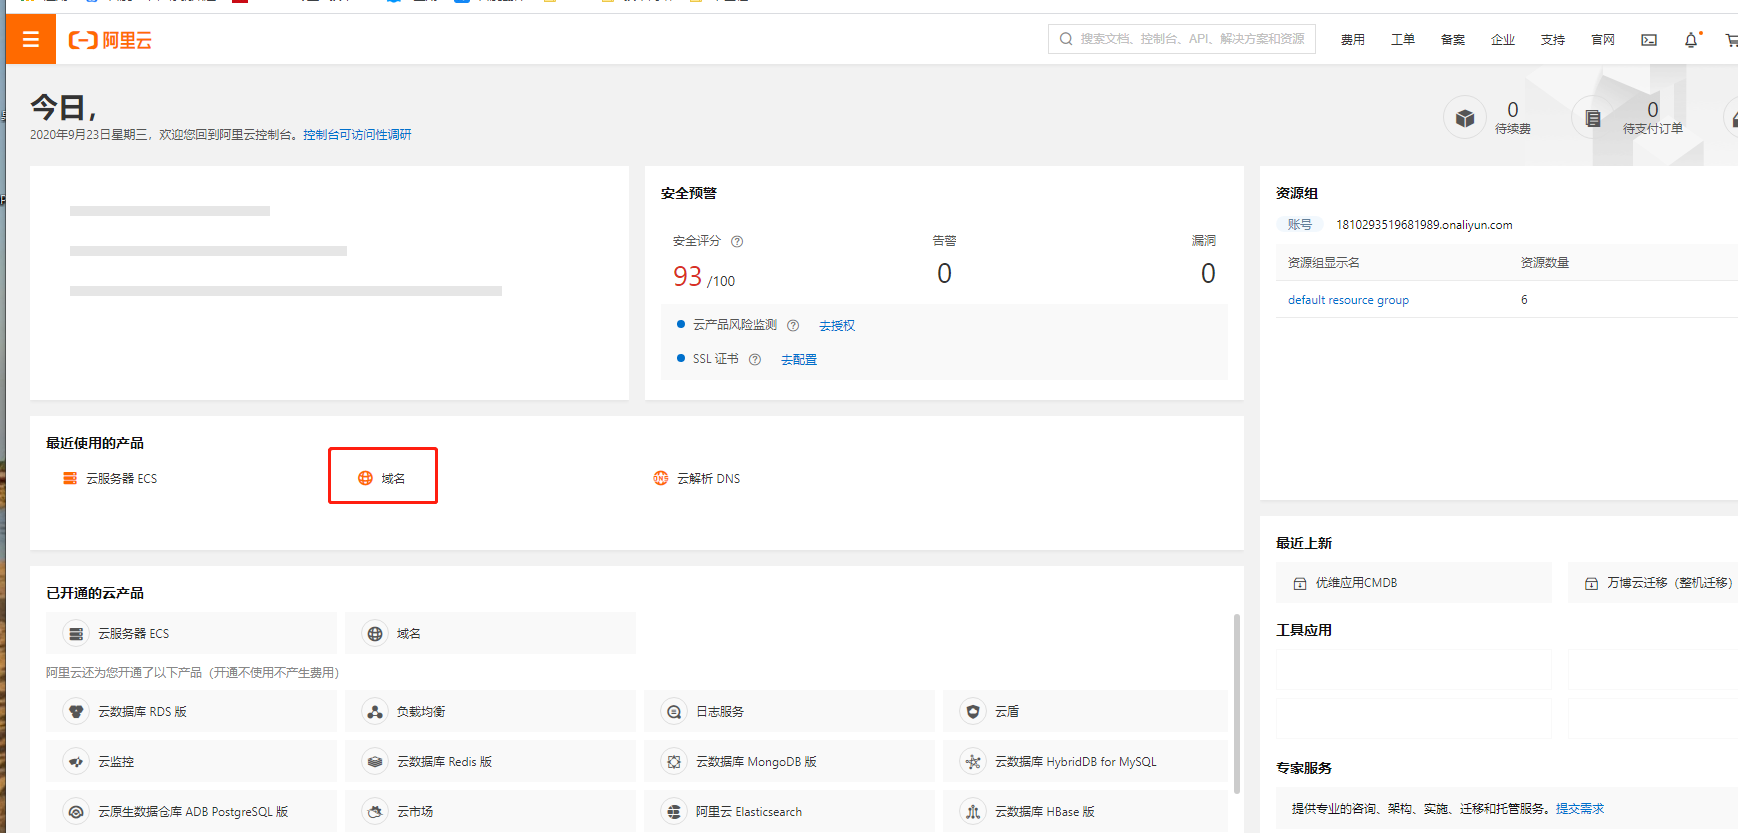 阿里云
搜索文档、控制台、API、解决方案和资源
费用 工单 备案 企业 支持 官网
今日，
2020年9月23日星期三，欢迎您回到阿里云控制台。控制台可访问性调研
0
待续费
0
待支付订单
安全预警
安全评分 告警 漏洞
93 /100 0 0
云产品风险监测 去授权
SSL 证书 去配置
资源组
账号 1810293519681989.onaliyun.com
资源组显示名 资源数量
default resource group 6
最近使用的产品
云服务器 ECS 域名 云解析 DNS
已开通的云产品
云服务器 ECS 域名
阿里云还为您开通了以下产品（开通不使用不产生费用）
云数据库 RDS 版 负载均衡 日志服务 云盾
云监控 云数据库 Redis 版 云数据库 MongoDB 版 云数据库 HybridDB for MySQL
云原生数据仓库 ADB PostgreSQL 版 云市场 阿里云 Elasticsearch 云数据库 HBase 版
最近上新
优维应用CMDB 万博云迁移（整机迁移）
工具应用
专家服务
提供专业的咨询、架构、实施、迁移和托管服务。提交需求